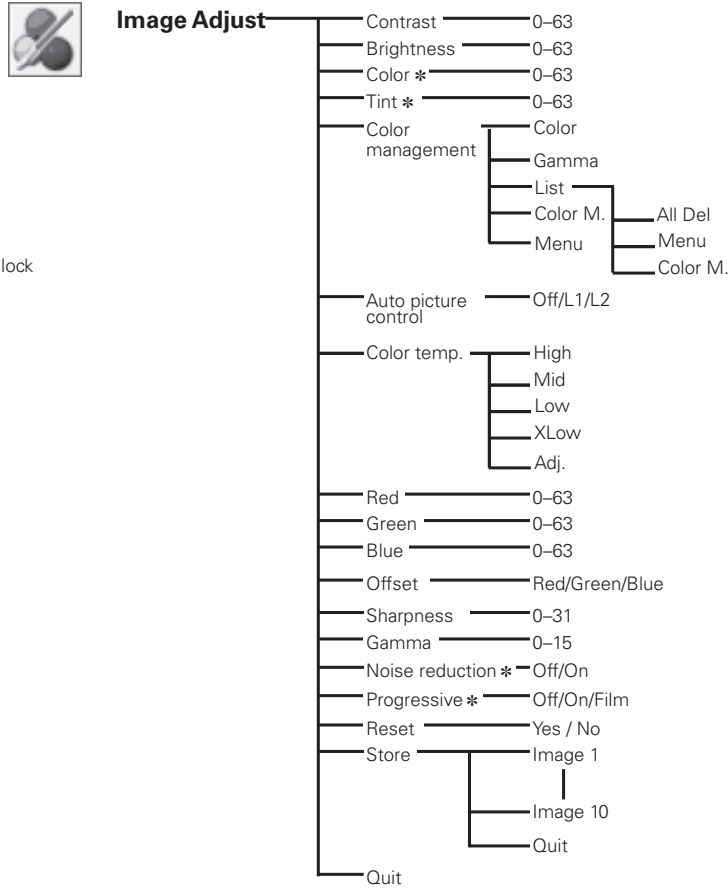 Image Adjust
Contrast 0–63
Brightness 0–63
Color * 0–63
Tint * 0–63
Color management Color
Gamma
List
Color M.
Menu
All Del
Menu
Color M.
lock
Auto picture control Off/L1/L2
Color temp. High
Mid
Low
XLow
Adj.
Red 0–63
Green 0–63
Blue 0–63
Offset Red/Green/Blue
Sharpness 0–31
Gamma 0–15
Noise reduction * Off/On
Progressive * Off/On/Film
Reset Yes / No
Store Image 1
Image 10
Quit
Quit